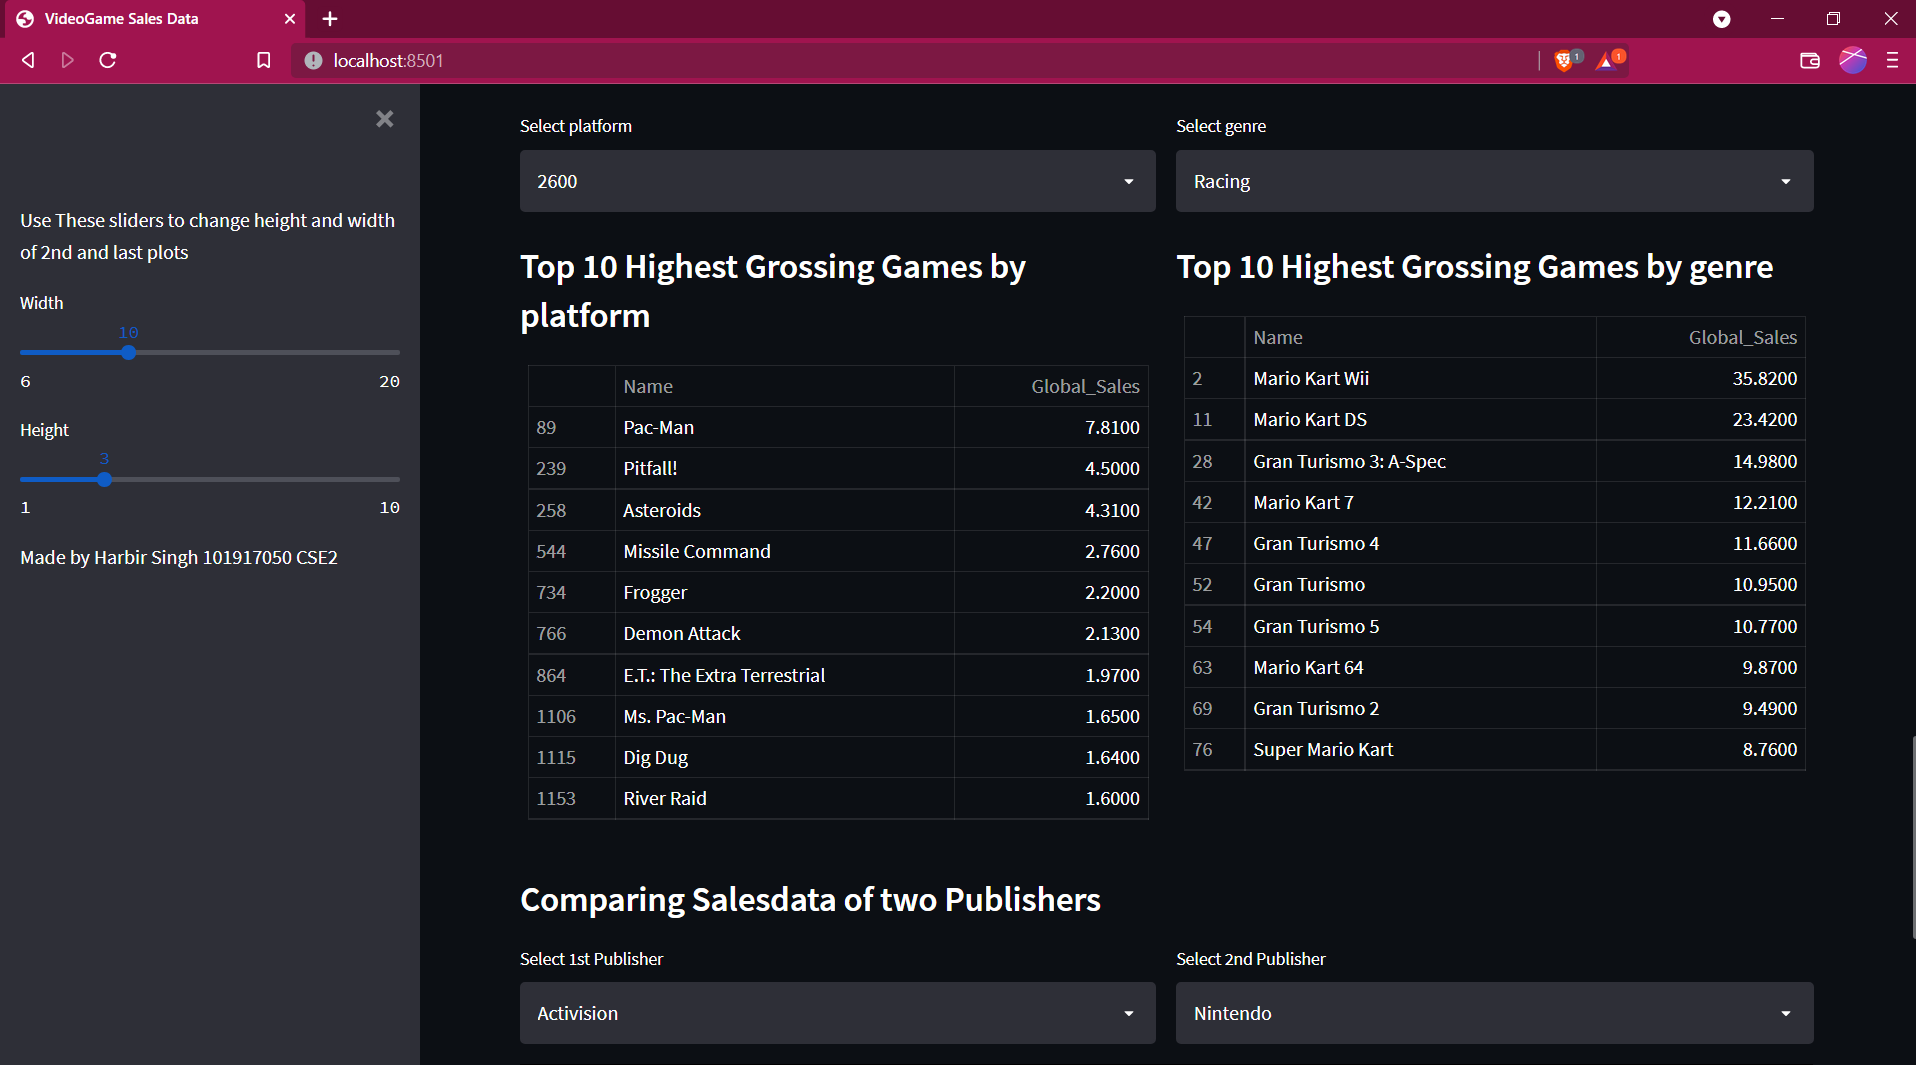 VideoGame Sales Data
localhost:8501
1
1
Use These sliders to change height and width
of 2nd and last plots
Width
10
6 20
Height
3
1 10
Made by Harbir Singh 101917050 CSE2
Select platform
2600
Top 10 Highest Grossing Games by
platform
Name Global_Sales
89 Pac-Man 7.8100
239 Pitfall! 4.5000
258 Asteroids 4.3100
544 Missile Command 2.7600
734 Frogger 2.2000
766 Demon Attack 2.1300
864 E.T.: The Extra Terrestrial 1.9700
1106 Ms. Pac-Man 1.6500
1115 Dig Dug 1.6400
1153 River Raid 1.6000
Select genre
Racing
Top 10 Highest Grossing Games by genre
Name Global_Sales
2 Mario Kart Wii 35.8200
11 Mario Kart DS 23.4200
28 Gran Turismo 3: A-Spec 14.9800
42 Mario Kart 7 12.2100
47 Gran Turismo 4 11.6600
52 Gran Turismo 10.9500
54 Gran Turismo 5 10.7700
63 Mario Kart 64 9.8700
69 Gran Turismo 2 9.4900
76 Super Mario Kart 8.7600
Comparing Salesdata of two Publishers
Select 1st Publisher
Activision
Select 2nd Publisher
Nintendo